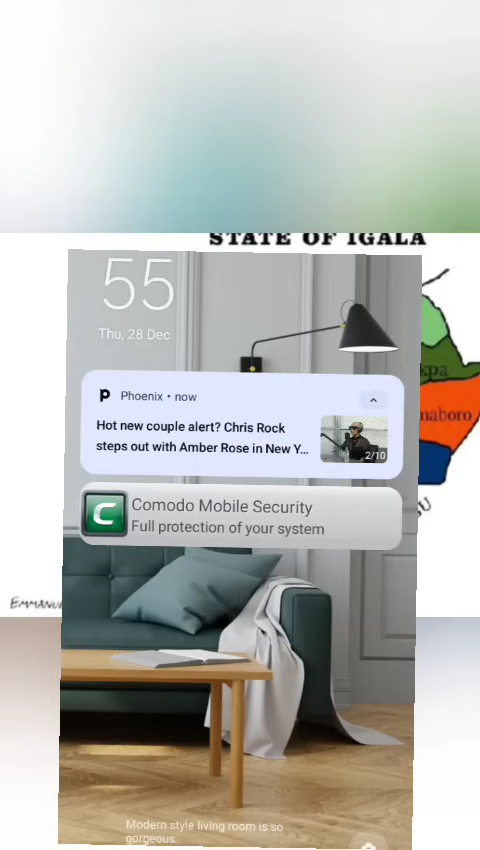 STATE OF IGALA
55
Thu, 28 Dec
Phoenix • now
Hot new couple alert? Chris Rock
steps out with Amber Rose in New Y...
2/10
Comodo Mobile Security
Full protection of your system
Modern style living room is so
gorgeous